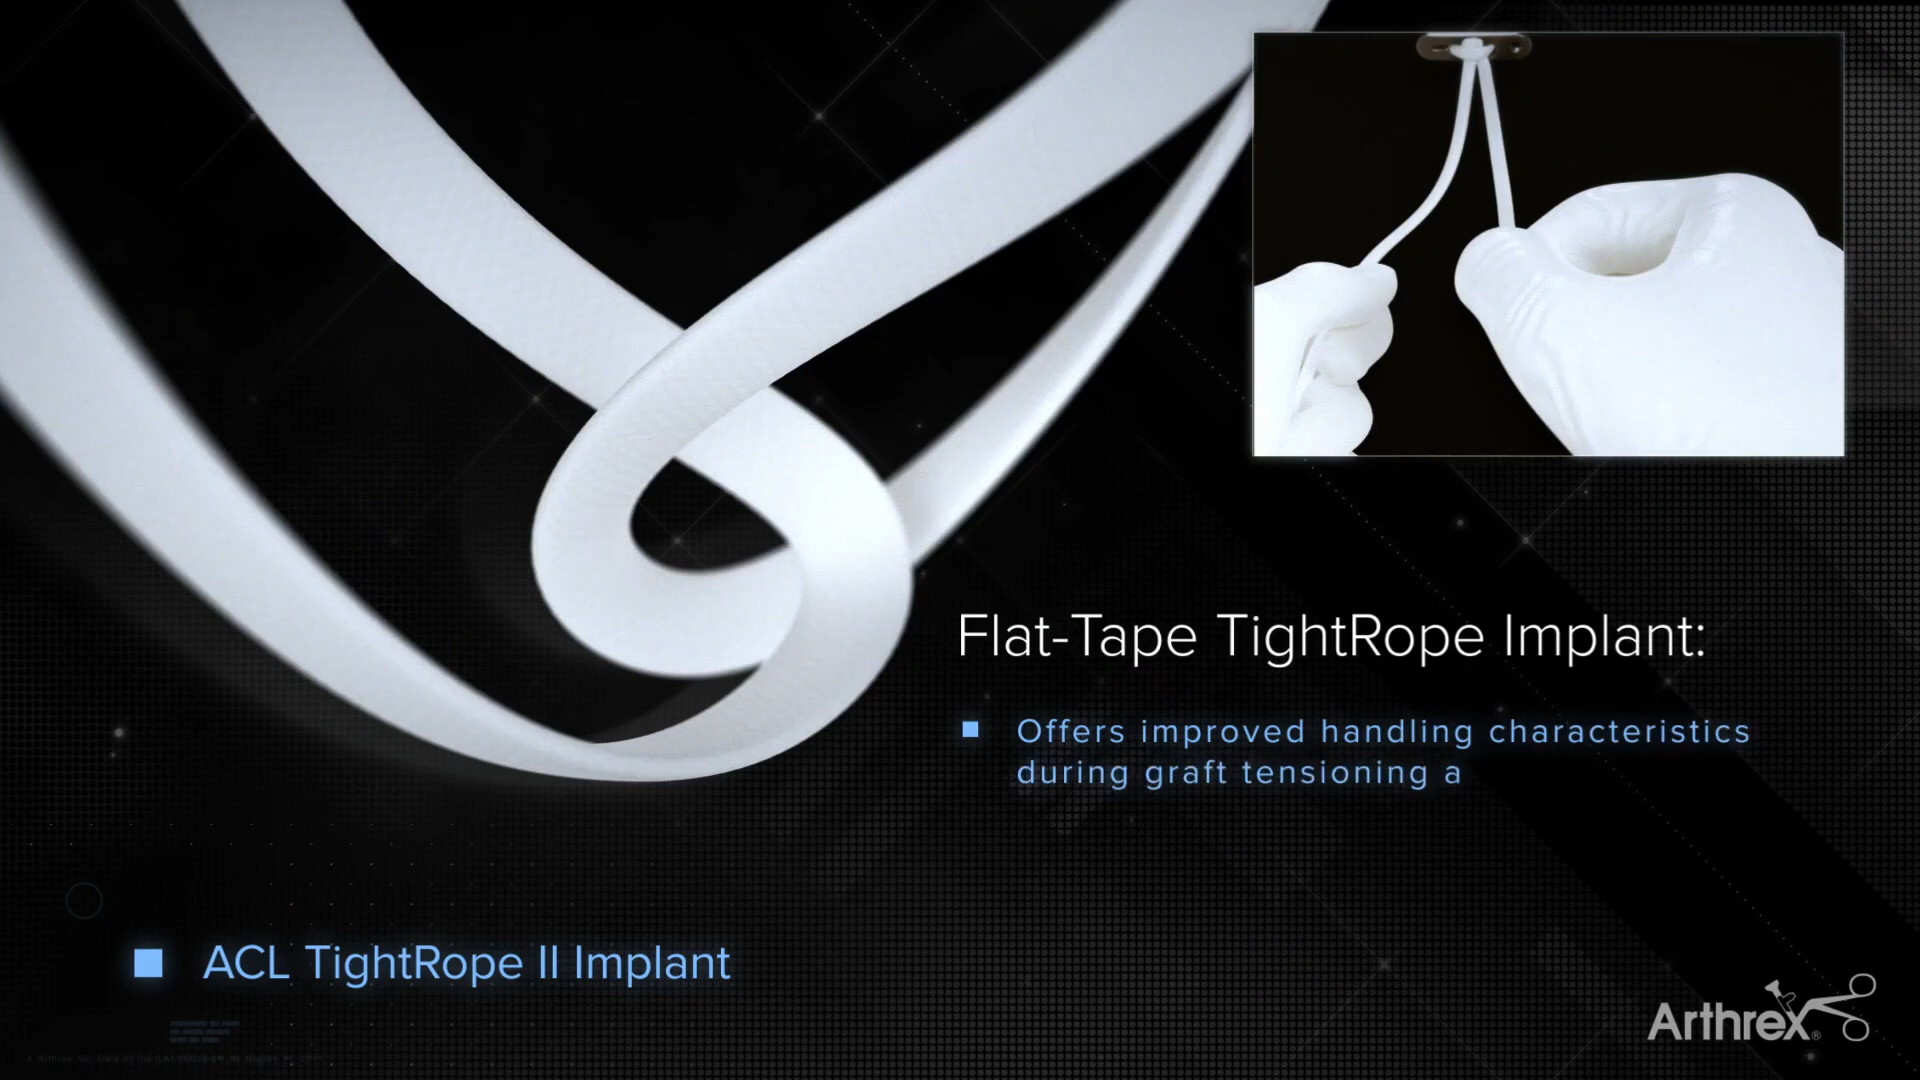 Flat-Tape TightRope Implant:
Offers improved handling characteristics
during graft tensioning a
ACL TightRope II Implant
Arthrex®